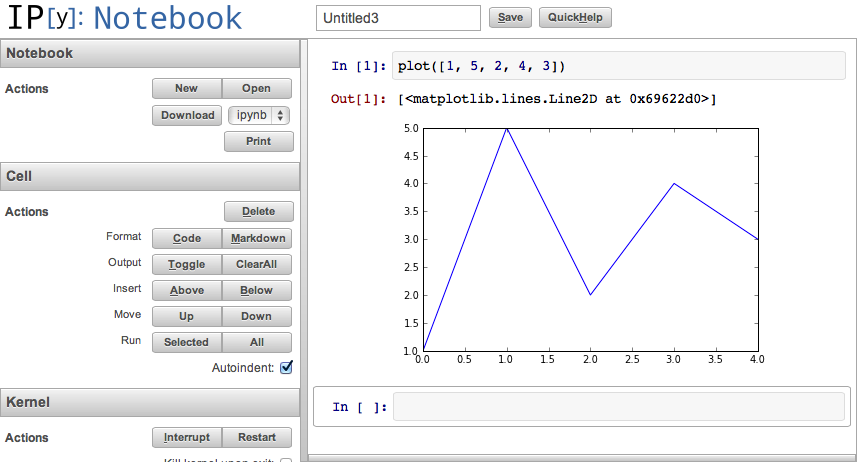 IP[y]: Notebook
Untitled3
Save
QuickHelp
Notebook
Actions
New
Open
Download
ipynb
Print
Cell
Actions
Delete
Format
Code
Markdown
Output
Toggle
ClearAll
Insert
Above
Below
Move
Up
Down
Run
Selected
All
Autoindent:
Kernel
Actions
Interrupt
Restart
Kill kernel upon exit:
In [1]: plot([1, 5, 2, 4, 3])
Out[1]: [<matplotlib.lines.Line2D at 0x69622d0>]
5.0
4.5
4.0
3.5
3.0
2.5
2.0
1.5
1.0
0.0 0.5 1.0 1.5 2.0 2.5 3.0 3.5 4.0
In [ ]: